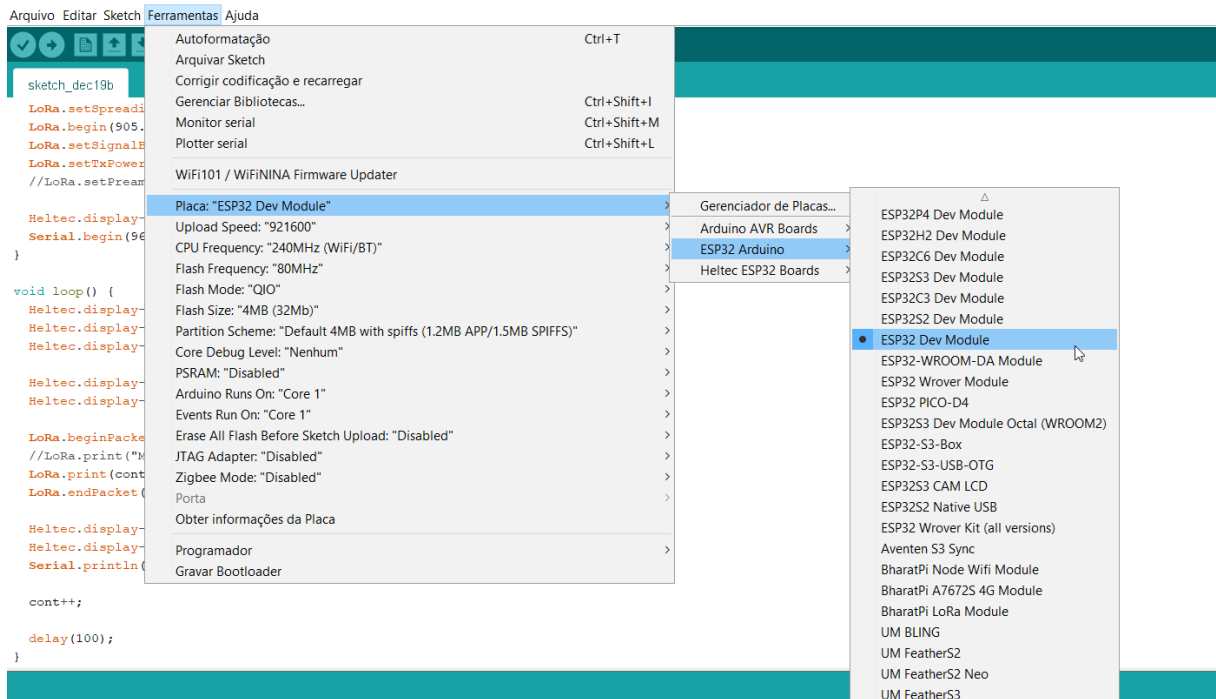 Arquivo Editar Sketch Ferramentas Ajuda
sketch_dec19b
LoRa.setSpreadi
LoRa.begin(905.
LoRa.setSignalB
LoRa.setTxPower
//LoRa.setPream
Heltec.display-
Serial.begin(96
}
void loop() {
Heltec.display-
Heltec.display-
Heltec.display-
Heltec.display-
Heltec.display-
LoRa.beginPacke
//LoRa.print("M
LoRa.print(cont
LoRa.endPacket(
Heltec.display-
Heltec.display-
Serial.println(
cont++;
delay(100);
}
Autoformatação Ctrl+T
Arquivar Sketch
Corrigir codificação e recarregar
Gerenciar Bibliotecas... Ctrl+Shift+I
Monitor serial Ctrl+Shift+M
Plotter serial Ctrl+Shift+L
WiFi101 / WiFiNINA Firmware Updater
Placa: "ESP32 Dev Module"
Upload Speed: "921600"
CPU Frequency: "240MHz (WiFi/BT)"
Flash Frequency: "80MHz"
Flash Mode: "QIO"
Flash Size: "4MB (32Mb)"
Partition Scheme: "Default 4MB with spiffs (1.2MB APP/1.5MB SPIFFS)"
Core Debug Level: "Nenhum"
PSRAM: "Disabled"
Arduino Runs On: "Core 1"
Events Run On: "Core 1"
Erase All Flash Before Sketch Upload: "Disabled"
JTAG Adapter: "Disabled"
Zigbee Mode: "Disabled"
Porta
Obter informações da Placa
Programador
Gravar Bootloader
Gerenciador de Placas...
Arduino AVR Boards
ESP32 Arduino
Heltec ESP32 Boards
ESP32P4 Dev Module
ESP32H2 Dev Module
ESP32C6 Dev Module
ESP32S3 Dev Module
ESP32C3 Dev Module
ESP32S2 Dev Module
ESP32 Dev Module
ESP32-WROOM-DA Module
ESP32 Wrover Module
ESP32 PICO-D4
ESP32S3 Dev Module Octal (WROOM2)
ESP32-S3-Box
ESP32-S3-USB-OTG
ESP32S3 CAM LCD
ESP32S2 Native USB
ESP32 Wrover Kit (all versions)
Aventen S3 Sync
BharatPi Node Wifi Module
BharatPi A7672S 4G Module
BharatPi LoRa Module
UM BLING
UM FeatherS2
UM FeatherS2 Neo
UM FeatherS3